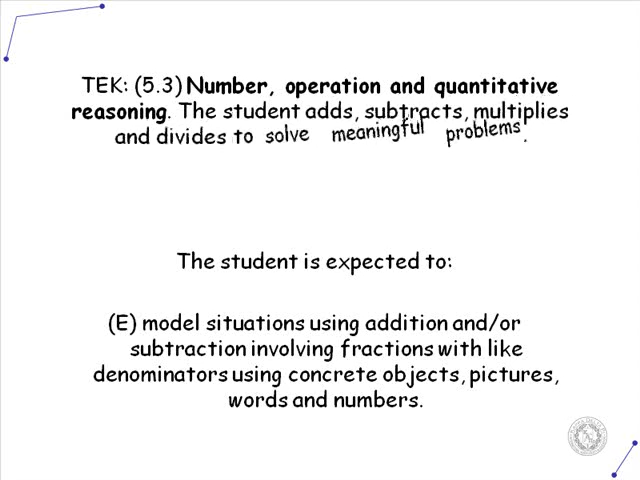 TEK: (5.3) Number, operation and quantitative
reasoning. The student adds, subtracts, multiplies
and divides to solve meaningful problems.
The student is expected to:
(E) model situations using addition and/or
subtraction involving fractions with like
denominators using concrete objects, pictures,
words and numbers.